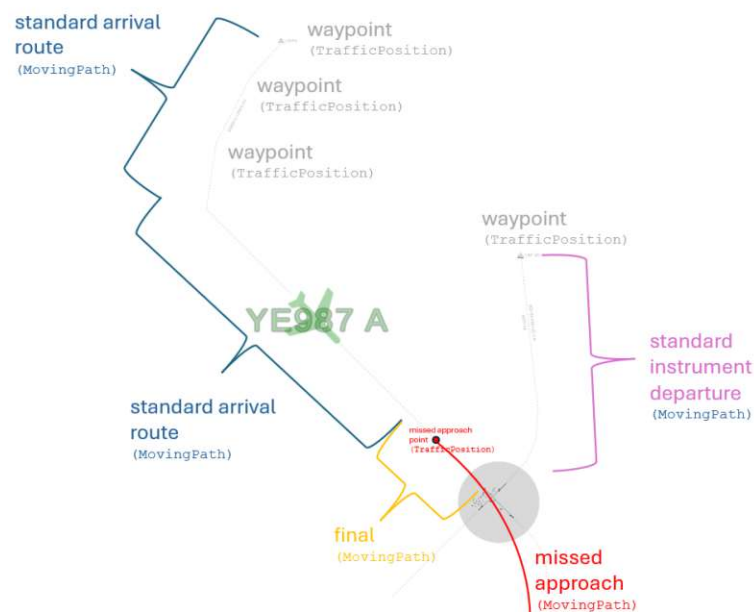 standard arrival
route
(MovingPath)
waypoint
(TrafficPosition)
waypoint
(TrafficPosition)
waypoint
(TrafficPosition)
waypoint
(TrafficPosition)
YE987 A
standard
instrument
departure
(MovingPath)
standard arrival
route
(MovingPath)
missed approach
point
(TrafficPosition)
final
(MovingPath)
missed
approach
(MovingPath)